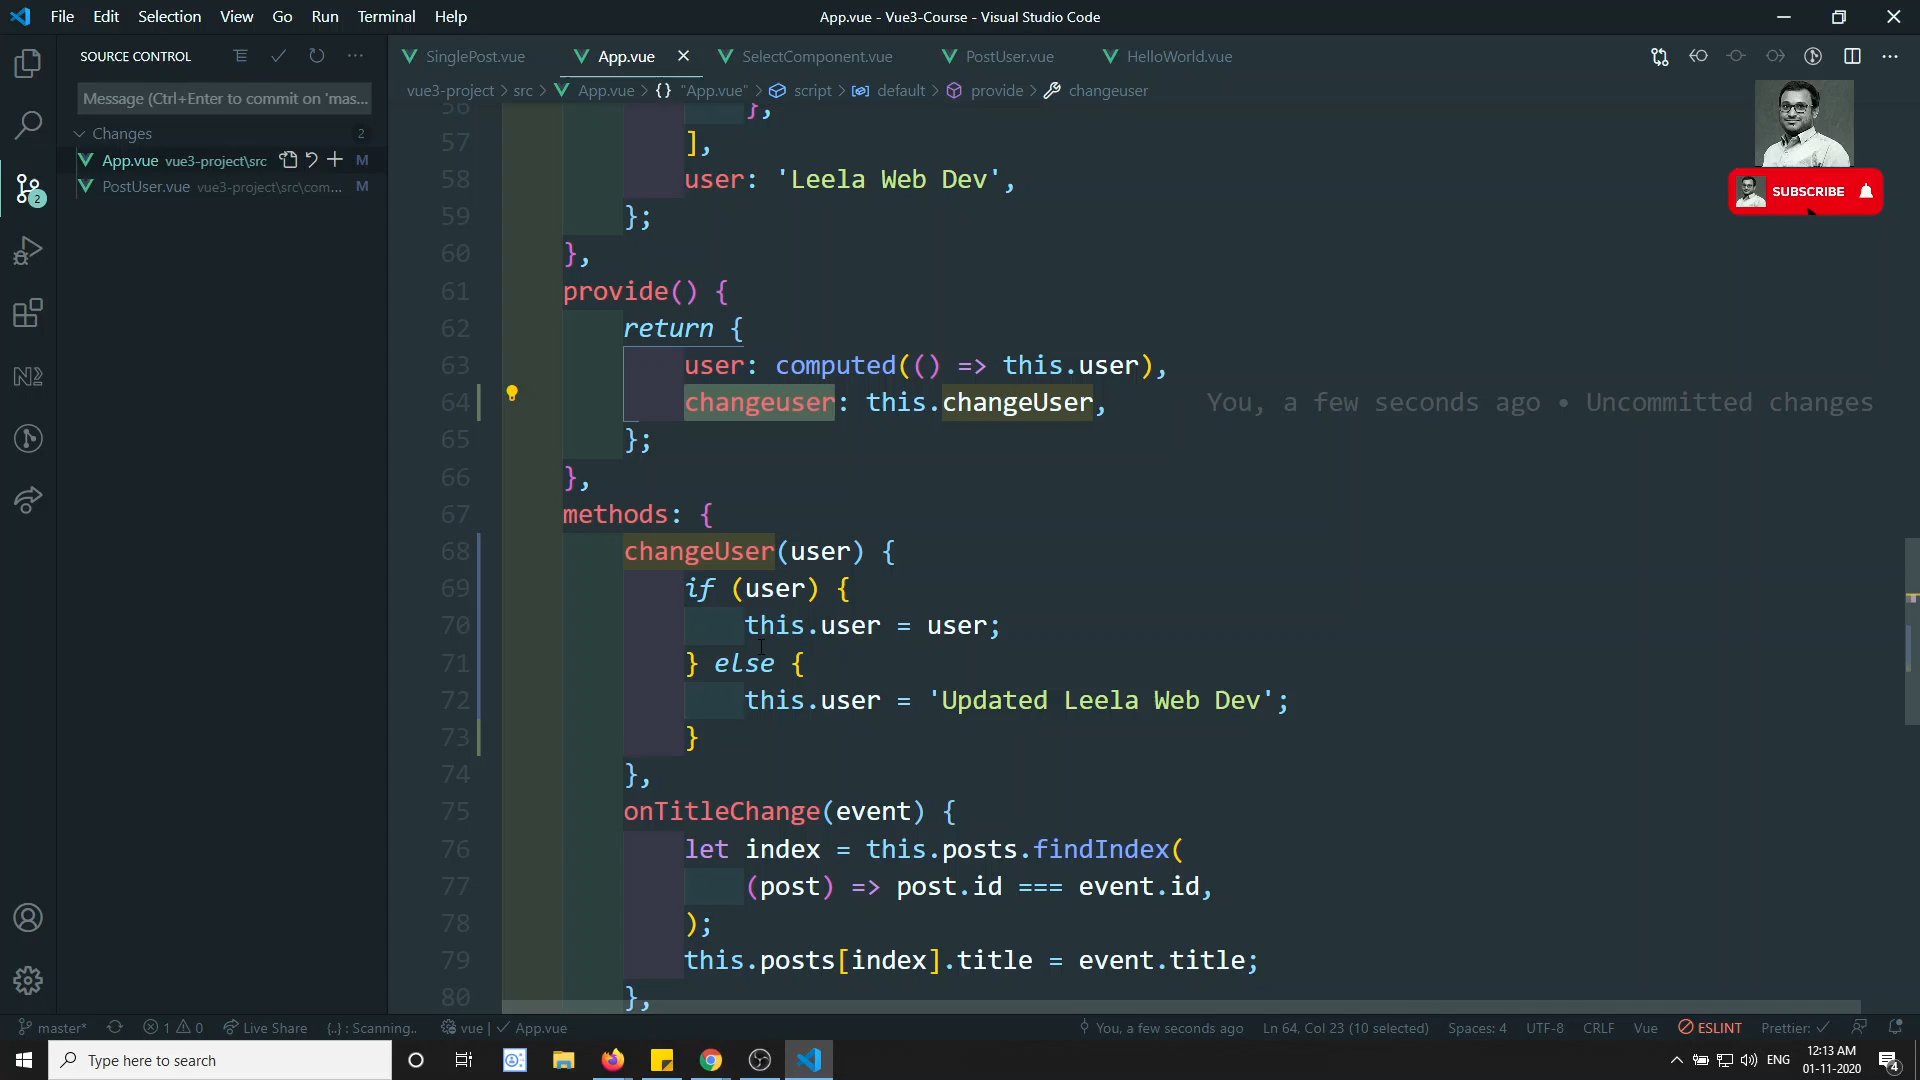 File Edit Selection View Go Run Terminal Help
App.vue - Vue3-Course - Visual Studio Code
SOURCE CONTROL
SinglePost.vue App.vue SelectComponent.vue PostUser.vue HelloWorld.vue
Message (Ctrl+Enter to commit on 'mas...
vue3-project > src > App.vue > {} "App.vue" > script > default > provide > changeuser
Changes 2
App.vue vue3-project\src M
PostUser.vue vue3-project\src\com... M
2
SUBSCRIBE
56 },
57 ],
58 user: 'Leela Web Dev',
59 };
60 },
61 provide() {
62 return {
63 user: computed(() => this.user),
64 changeuser: this.changeUser, You, a few seconds ago • Uncommitted changes
65 };
66 },
67 methods: {
68 changeUser(user) {
69 if (user) {
70 this.user = user;
71 } else {
72 this.user = 'Updated Leela Web Dev';
73 }
74 },
75 onTitleChange(event) {
76 let index = this.posts.findIndex(
77 (post) => post.id === event.id,
78 );
79 this.posts[index].title = event.title;
80 },
master* 1 0 Live Share {..} : Scanning.. vue | ✓ App.vue You, a few seconds ago Ln 64, Col 23 (10 selected) Spaces: 4 UTF-8 CRLF Vue ESLINT Prettier: ✓
Type here to search
ENG
12:13 AM
01-11-2020
4